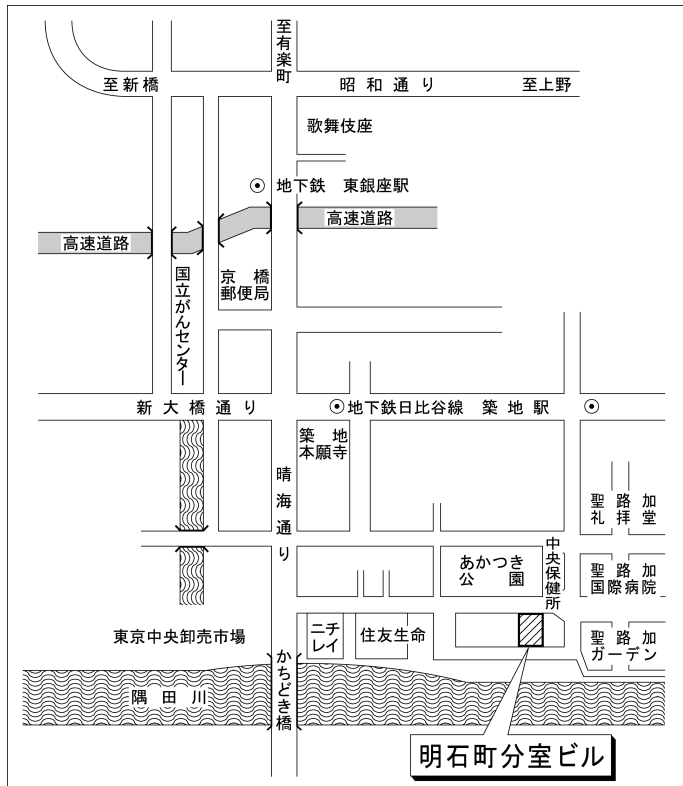 至有楽町
至新橋
昭和通り
至上野
歌舞伎座
地下鉄 東銀座駅
高速道路
高速道路
国立がんセンター
京橋
郵便局
新大橋通り
地下鉄日比谷線 築地駅
築地
本願寺
晴海通り
聖路加
礼拝堂
あかつき
公園
中央保健所
聖路加
国際病院
東京中央卸売市場
ニチ
レイ
住友生命
聖路加
ガーデン
かちどき橋
隅田川
明石町分室ビル